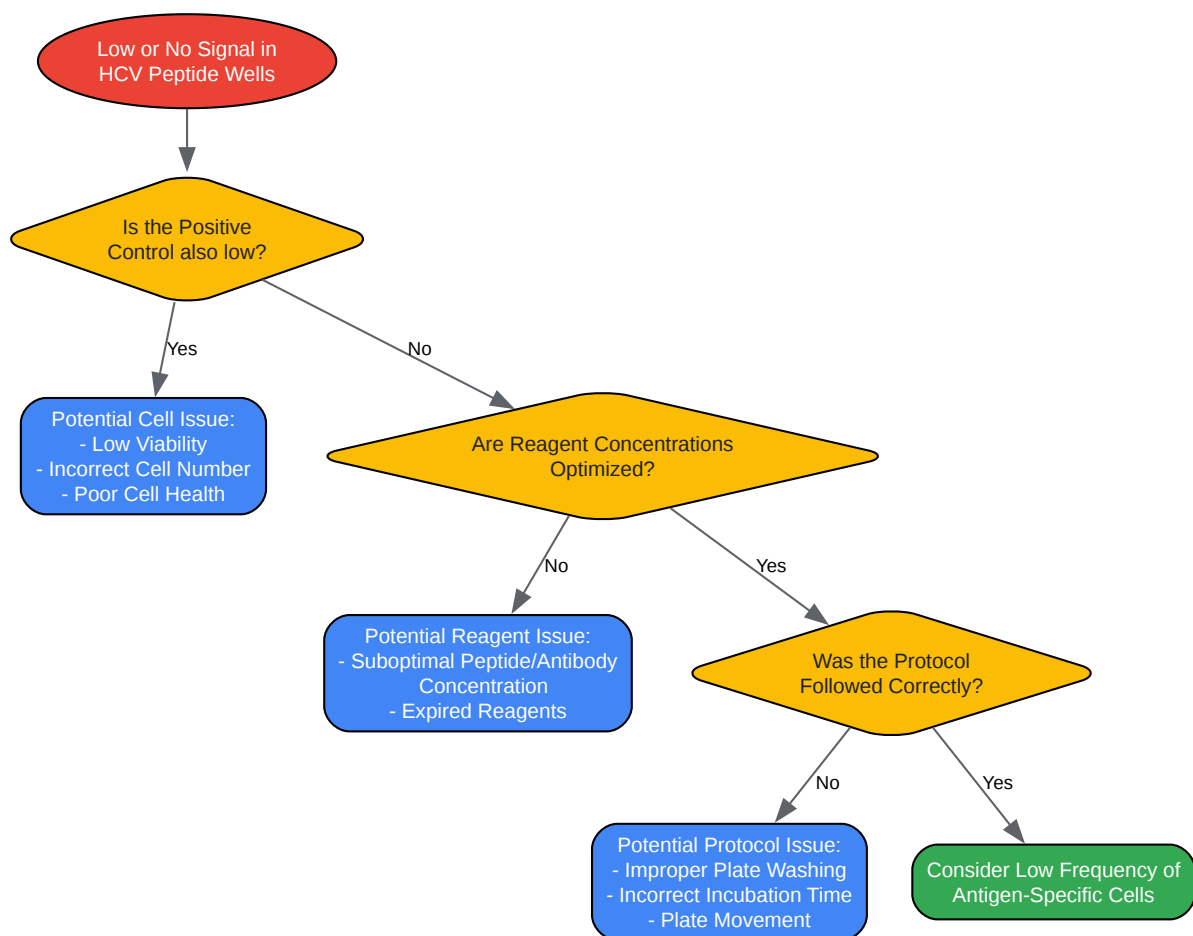 Low or No Signal in
HCV Peptide Wells
Is the Positive
Control also low?
Yes
No
Potential Cell Issue:
- Low Viability
- Incorrect Cell Number
- Poor Cell Health
Are Reagent Concentrations
Optimized?
No
Yes
Potential Reagent Issue:
- Suboptimal Peptide/Antibody
Concentration
- Expired Reagents
Was the Protocol
Followed Correctly?
No
Yes
Potential Protocol Issue:
- Improper Plate Washing
- Incorrect Incubation Time
- Plate Movement
Consider Low Frequency of
Antigen-Specific Cells